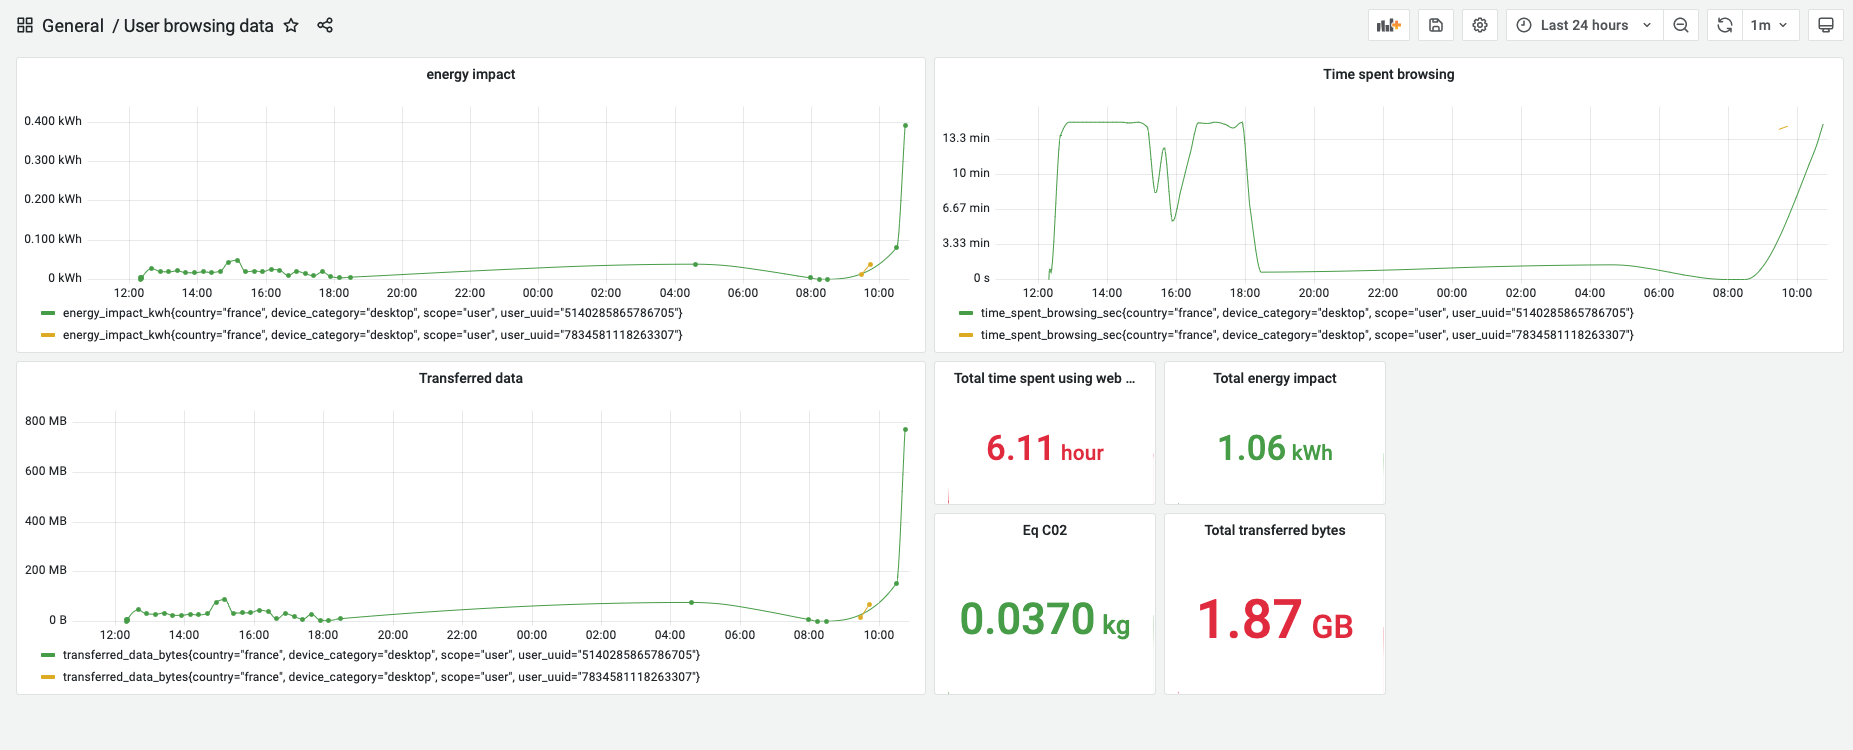 General / User browsing data
Last 24 hours
1m
energy impact
0.400 kWh
0.300 kWh
0.200 kWh
0.100 kWh
0 kWh
12:00 14:00 16:00 18:00 20:00 22:00 00:00 02:00 04:00 06:00 08:00 10:00
energy_impact_kwh{country="france", device_category="desktop", scope="user", user_uuid="5140285865786705"}
energy_impact_kwh{country="france", device_category="desktop", scope="user", user_uuid="7834581118263307"}
Time spent browsing
13.3 min
10 min
6.67 min
3.33 min
0 s
12:00 14:00 16:00 18:00 20:00 22:00 00:00 02:00 04:00 06:00 08:00 10:00
time_spent_browsing_sec{country="france", device_category="desktop", scope="user", user_uuid="5140285865786705"}
time_spent_browsing_sec{country="france", device_category="desktop", scope="user", user_uuid="7834581118263307"}
Transferred data
800 MB
600 MB
400 MB
200 MB
0 B
12:00 14:00 16:00 18:00 20:00 22:00 00:00 02:00 04:00 06:00 08:00 10:00
transferred_data_bytes{country="france", device_category="desktop", scope="user", user_uuid="5140285865786705"}
transferred_data_bytes{country="france", device_category="desktop", scope="user", user_uuid="7834581118263307"}
Total time spent using web ...
6.11 hour
Total energy impact
1.06 kWh
Eq C02
0.0370 kg
Total transferred bytes
1.87 GB